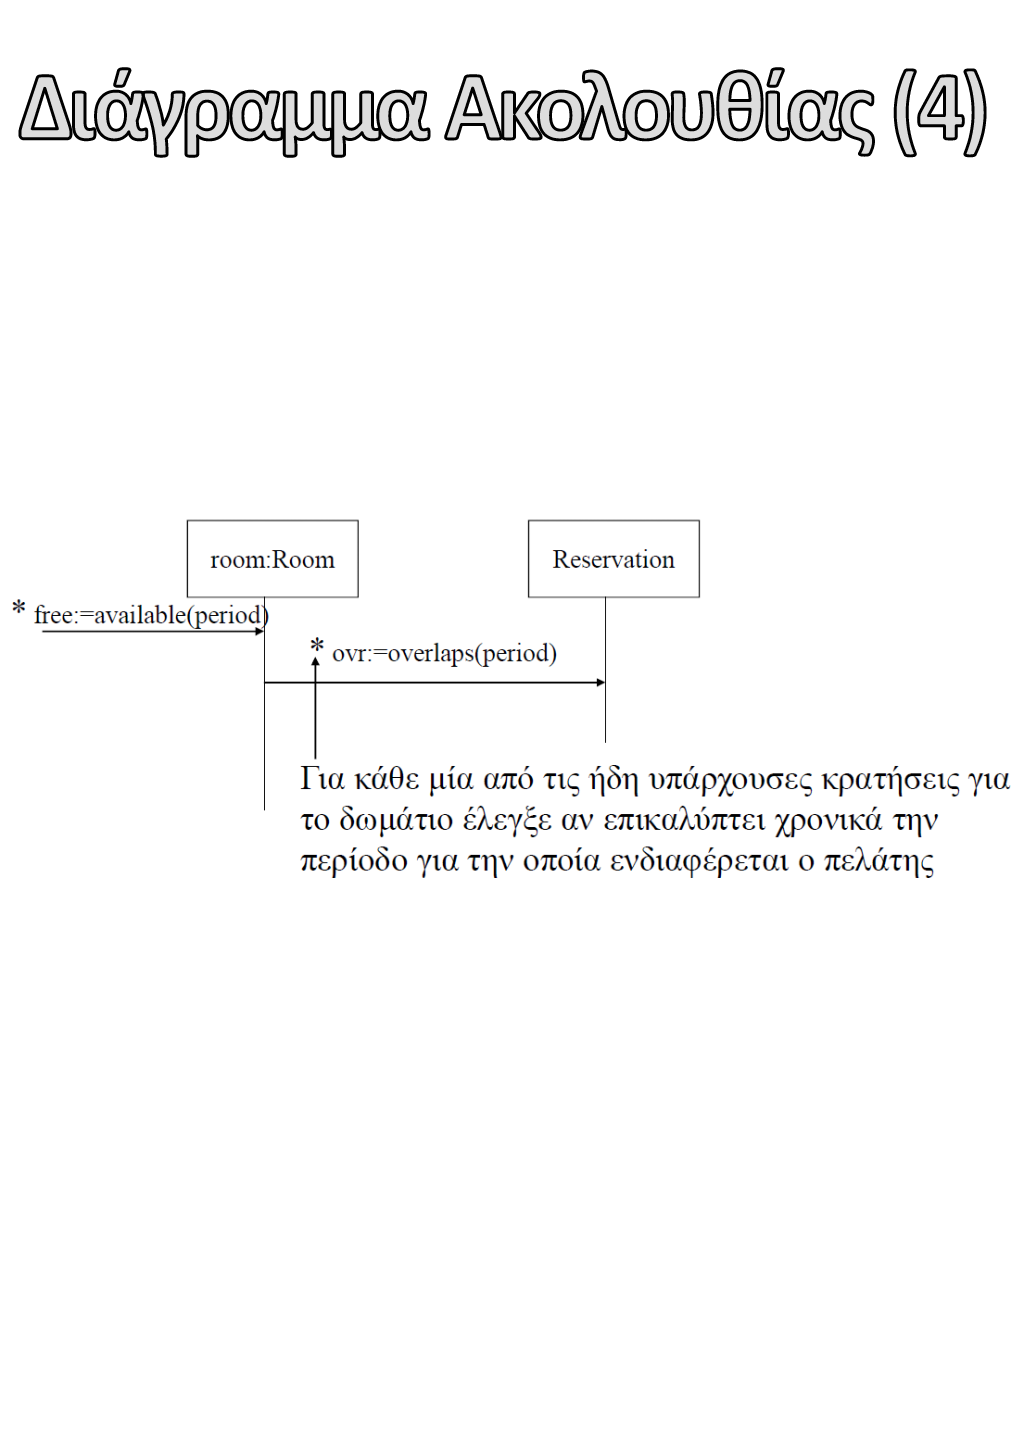 Διάγραμμα Ακολουθίας (4)
room:Room
Reservation
* free:=available(period)
* ovr:=overlaps(period)
Για κάθε μία από τις ήδη υπάρχουσες κρατήσεις για
το δωμάτιο έλεγξε αν επικαλύπτει χρονικά την
περίοδο για την οποία ενδιαφέρεται ο πελάτης